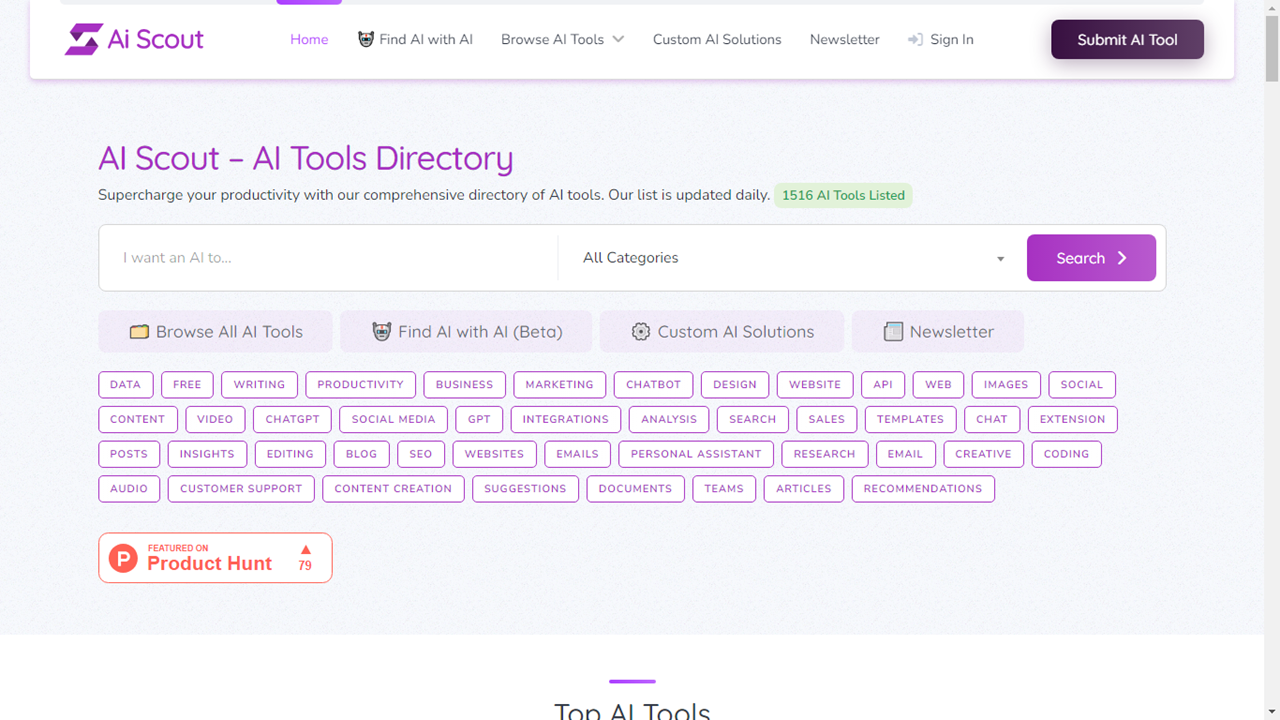 Ai Scout
Home
Find AI with AI
Browse AI Tools
Custom AI Solutions
Newsletter
Sign In
Submit AI Tool
AI Scout – AI Tools Directory
Supercharge your productivity with our comprehensive directory of AI tools. Our list is updated daily. 1516 AI Tools Listed
I want an AI to...
All Categories
Search
Browse All AI Tools
Find AI with AI (Beta)
Custom AI Solutions
Newsletter
DATA FREE WRITING PRODUCTIVITY BUSINESS MARKETING CHATBOT DESIGN WEBSITE API WEB IMAGES SOCIAL
CONTENT VIDEO CHATGPT SOCIAL MEDIA GPT INTEGRATIONS ANALYSIS SEARCH SALES TEMPLATES CHAT EXTENSION
POSTS INSIGHTS EDITING BLOG SEO WEBSITES EMAILS PERSONAL ASSISTANT RESEARCH EMAIL CREATIVE CODING
AUDIO CUSTOMER SUPPORT CONTENT CREATION SUGGESTIONS DOCUMENTS TEAMS ARTICLES RECOMMENDATIONS
P
FEATURED ON
Product Hunt
79
Top AI Tools